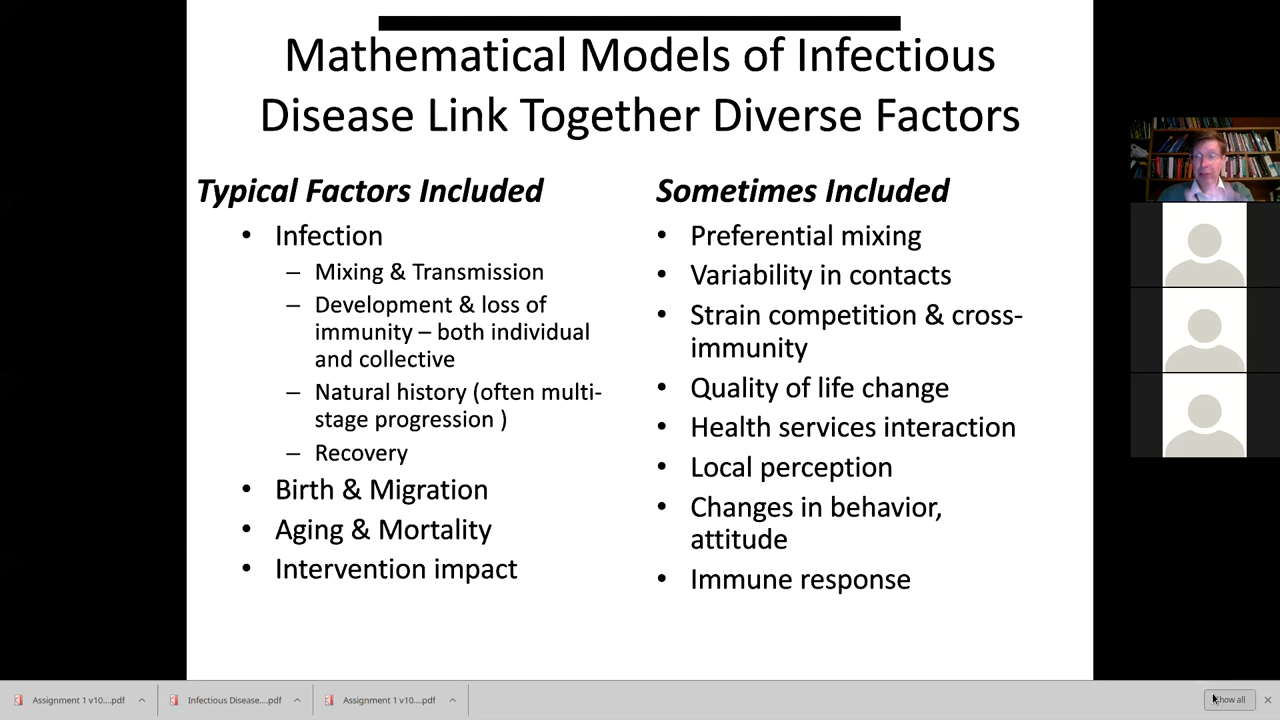 Mathematical Models of Infectious
Disease Link Together Diverse Factors
Typical Factors Included
• Infection
– Mixing & Transmission
– Development & loss of
immunity – both individual
and collective
– Natural history (often multi-
stage progression )
– Recovery
• Birth & Migration
• Aging & Mortality
• Intervention impact
Sometimes Included
• Preferential mixing
• Variability in contacts
• Strain competition & cross-
immunity
• Quality of life change
• Health services interaction
• Local perception
• Changes in behavior,
attitude
• Immune response
Assignment 1 v10....pdf
Infectious Disease....pdf
Assignment 1 v10....pdf
Show all